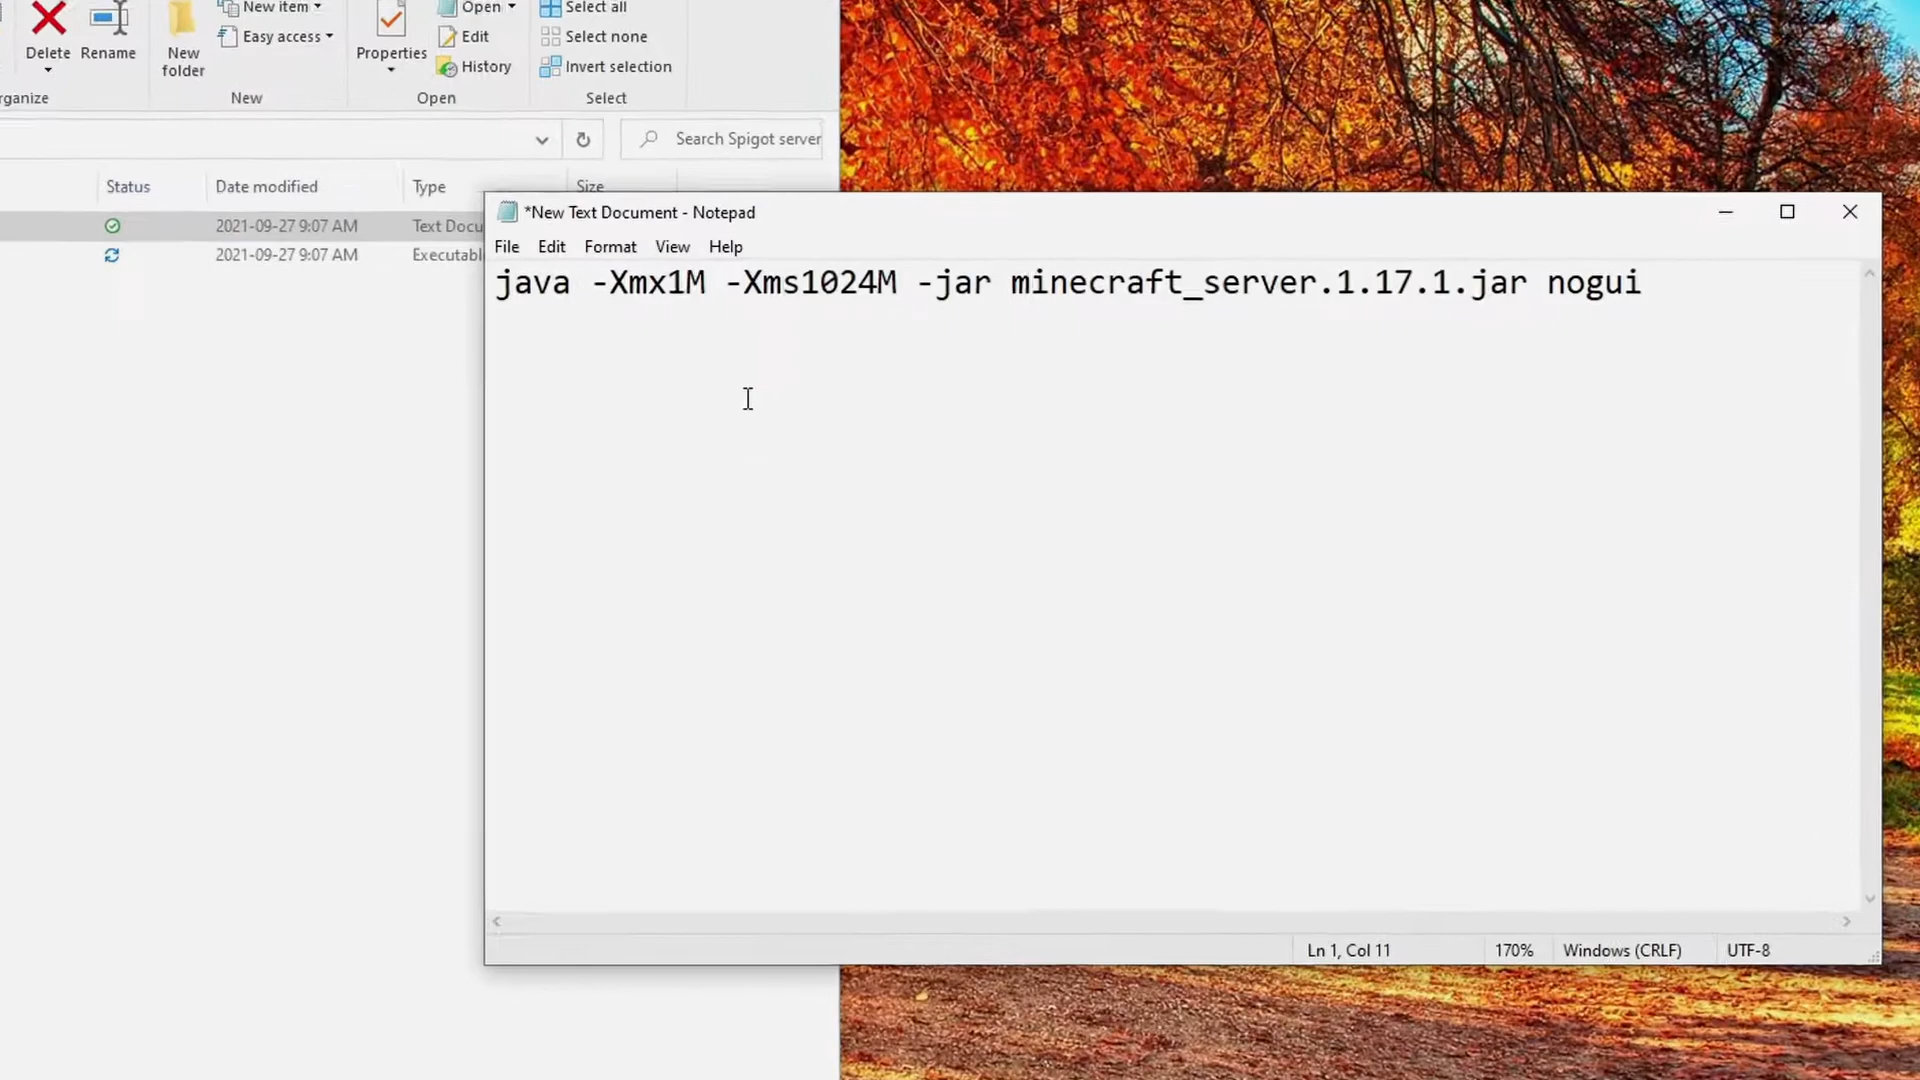 New item
Open
Select all
Easy access
Edit
Select none
Delete
Rename
New
folder
Properties
History
Invert selection
rganize
New
Open
Select
Search Spigot server
Status
Date modified
Type
Size
2021-09-27 9:07 AM
Text Docu
2021-09-27 9:07 AM
Executabl
*New Text Document - Notepad
File
Edit
Format
View
Help
java -Xmx1M -Xms1024M -jar minecraft_server.1.17.1.jar nogui
Ln 1, Col 11
170%
Windows (CRLF)
UTF-8